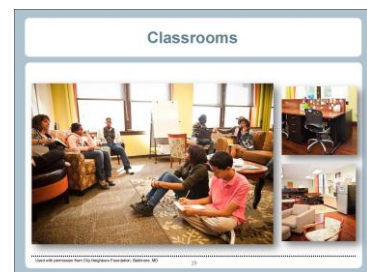 Classrooms
Used with permission from City Neighbors Foundation, Baltimore, MD